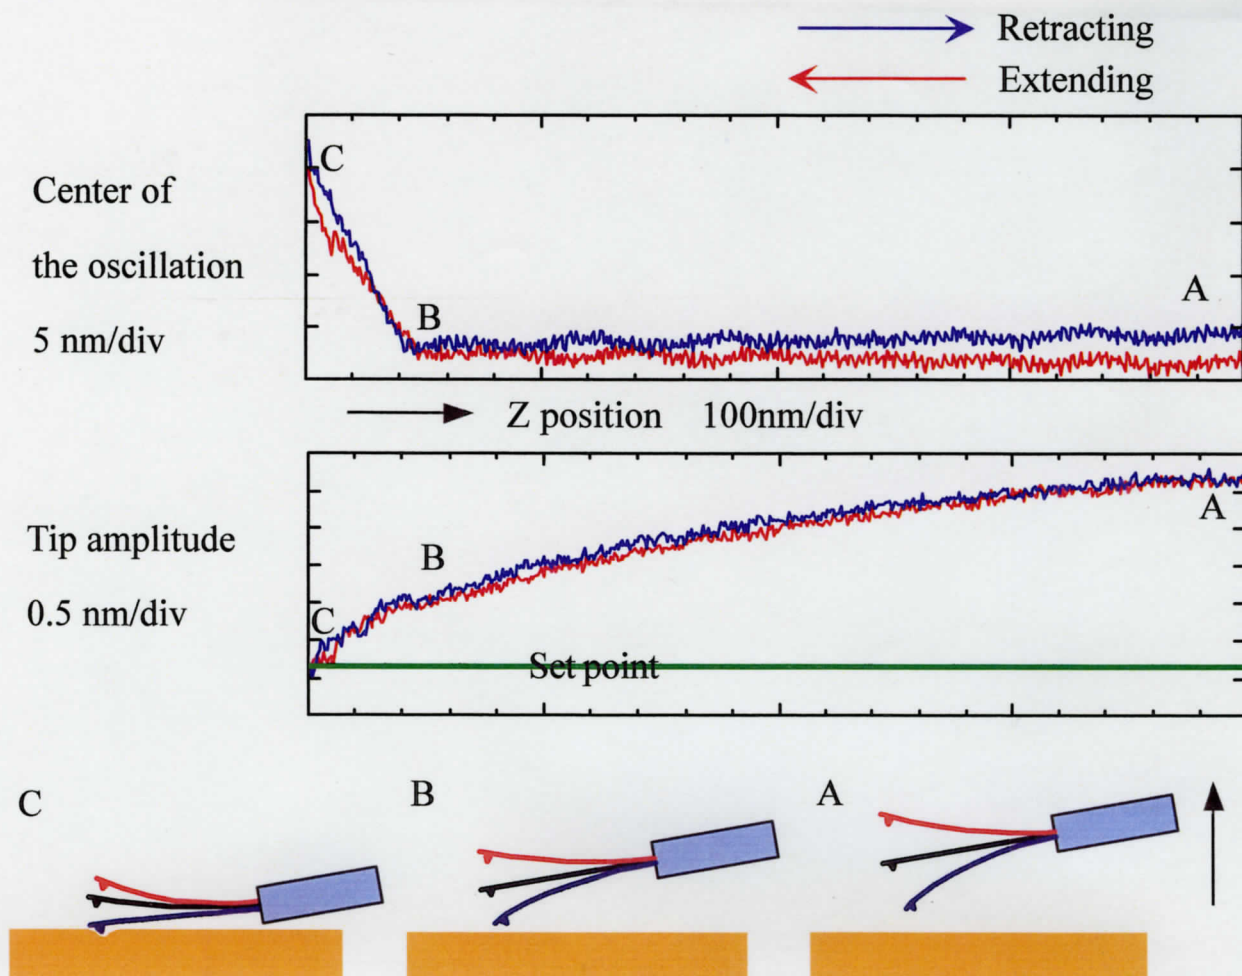 Retracting
Extending
C
Center of
the oscillation
5 nm/div
B
A
Z position 100nm/div
Tip amplitude
0.5 nm/div
B
A
C
Set point
C
B
A